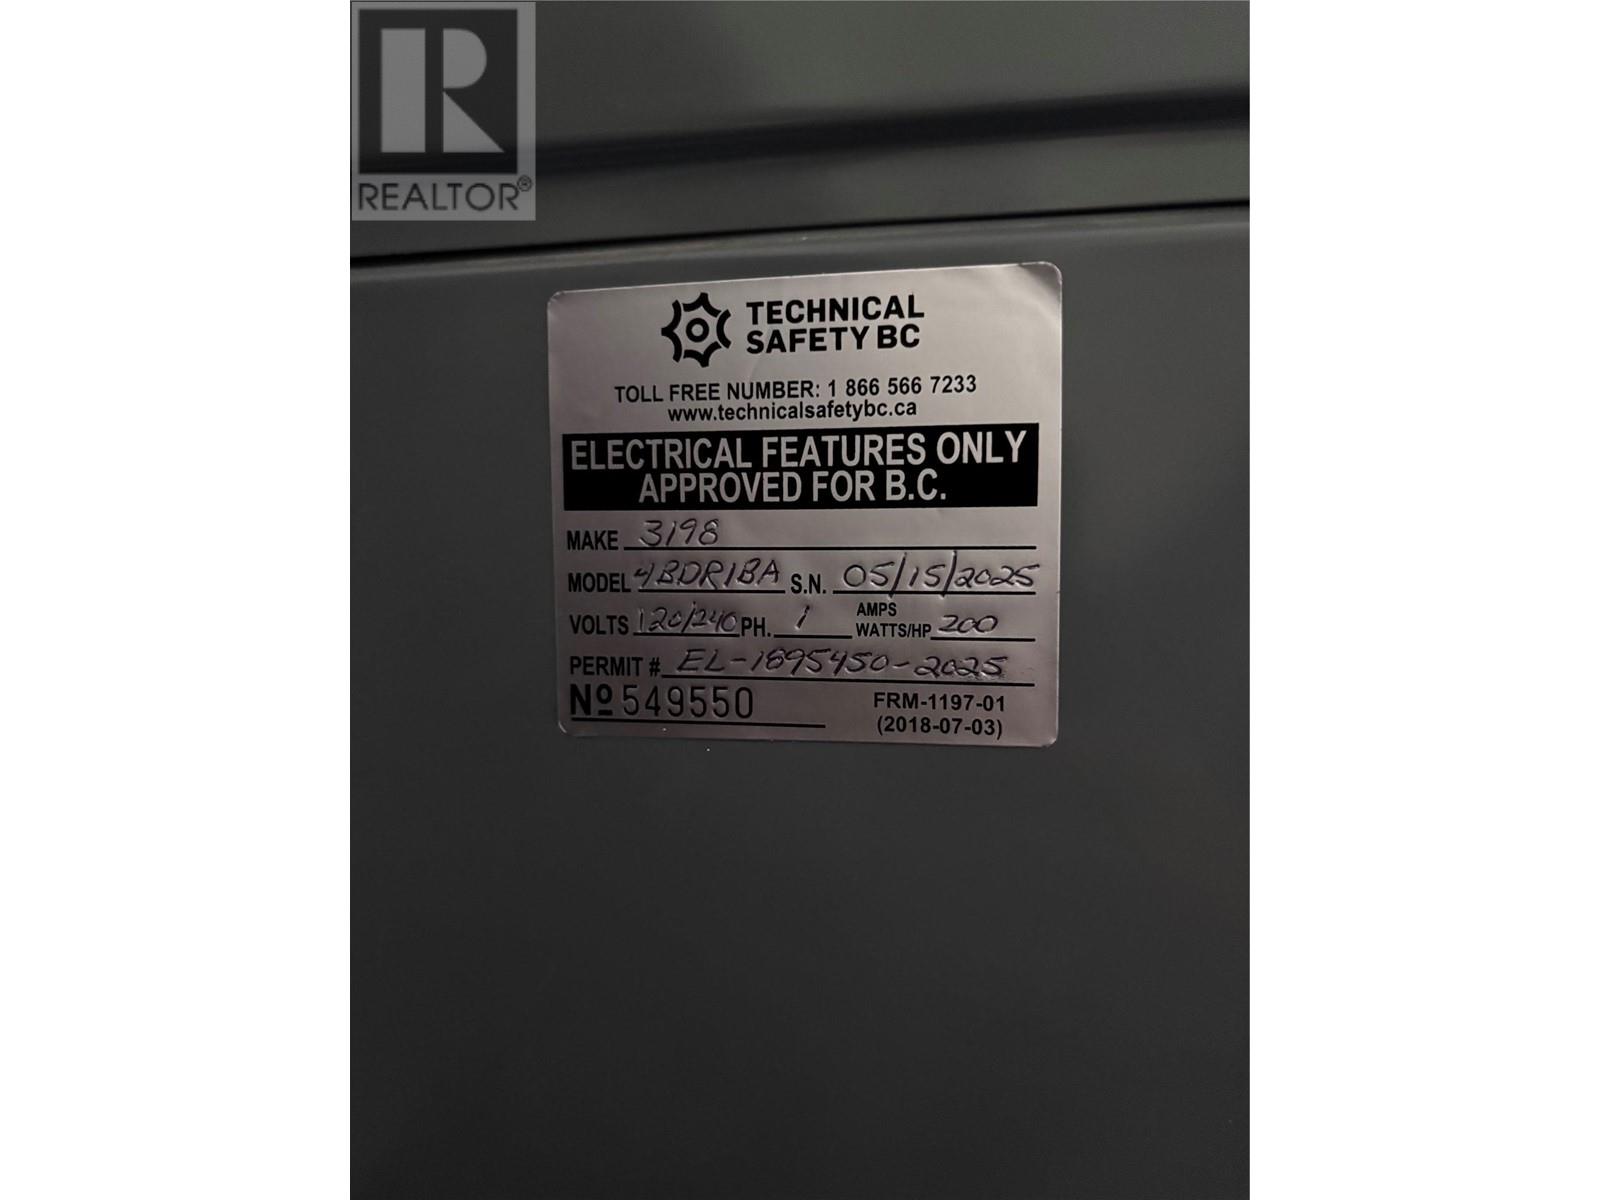 R
REALTOR®
TECHNICAL
SAFETY BC
TOLL FREE NUMBER: 1 866 566 7233
www.technicalsafetybc.ca
ELECTRICAL FEATURES ONLY
APPROVED FOR B.C.
MAKE 3198
MODEL 4BDR1BA S.N. 05/15/2025
VOLTS 120/240 PH. 1 AMPS WATTS/HP 200
PERMIT # EL-1895450-2025
Nº 549550
FRM-1197-01
(2018-07-03)